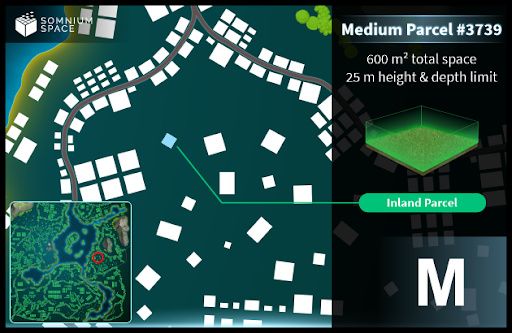 SOMNIUM
SPACE
Medium Parcel #3739
600 m² total space
25 m height & depth limit
Inland Parcel
M